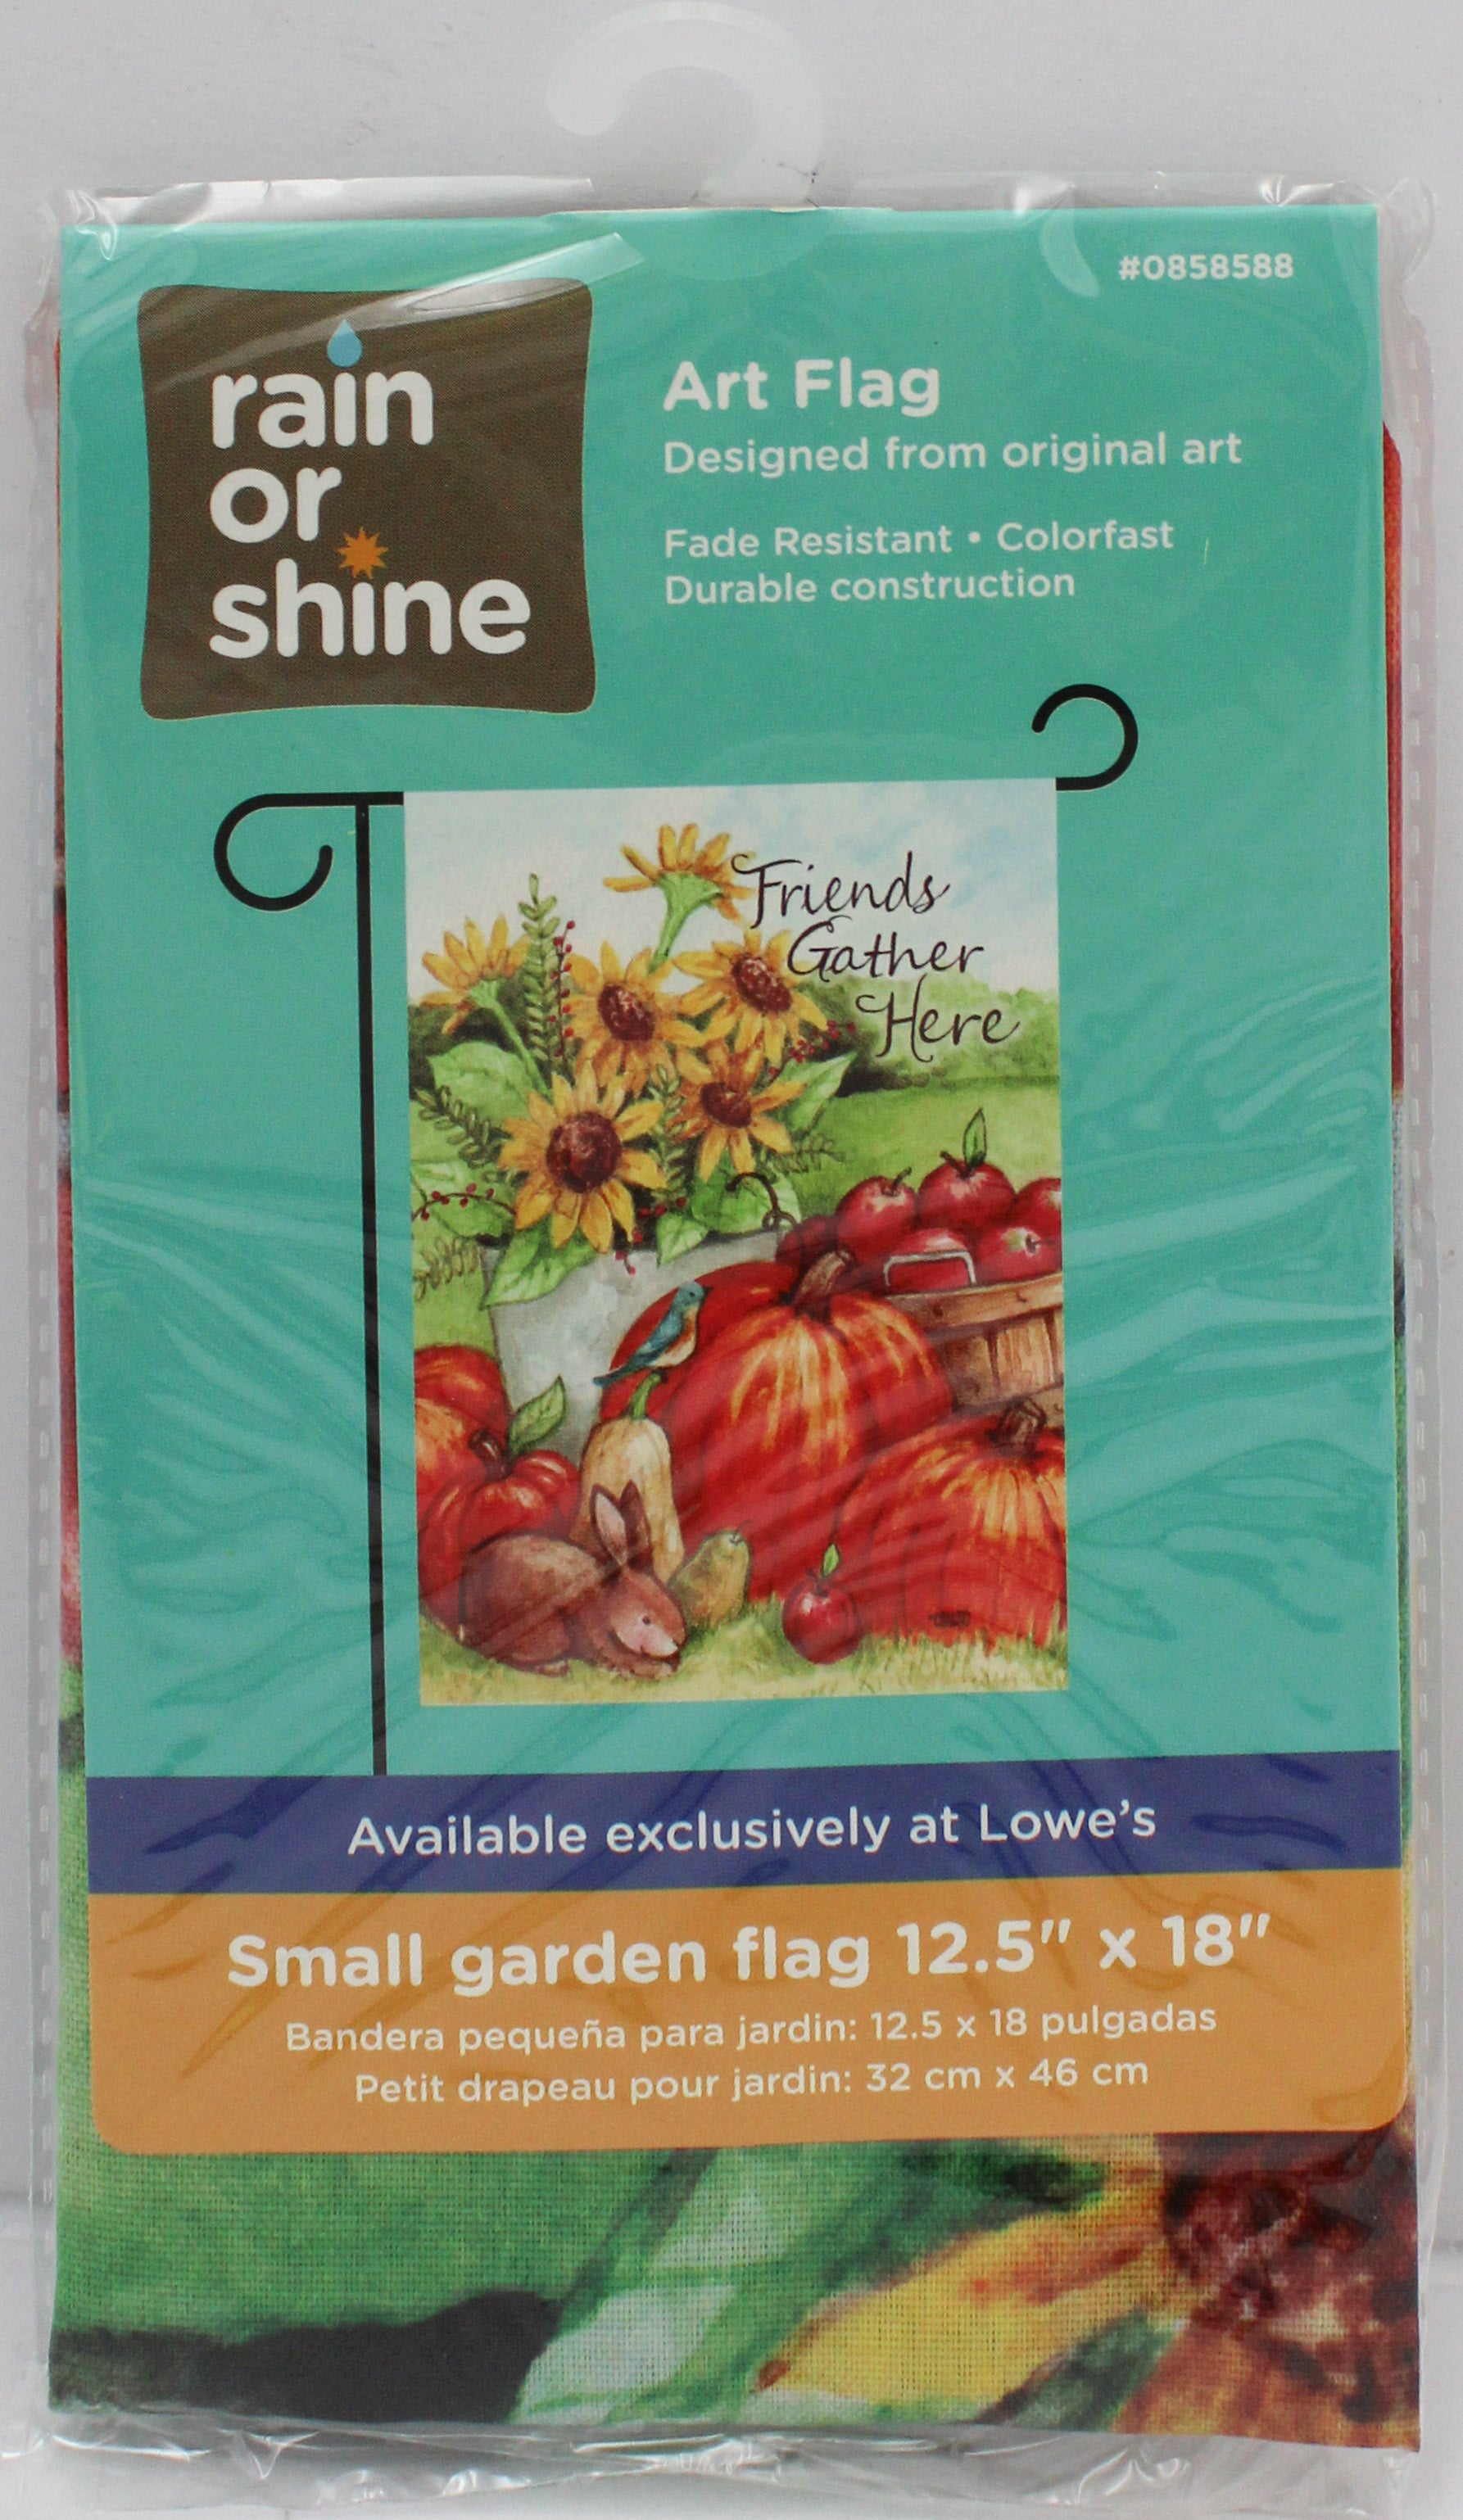 #0858588
rain
or
shine
Art Flag
Designed from original art
Fade Resistant • Colorfast
Durable construction
Friends
Gather
Here
Available exclusively at Lowe's
Small garden flag 12.5" x 18"
Bandera pequeña para jardin: 12.5 x 18 pulgadas
Petit drapeau pour jardin: 32 cm x 46 cm